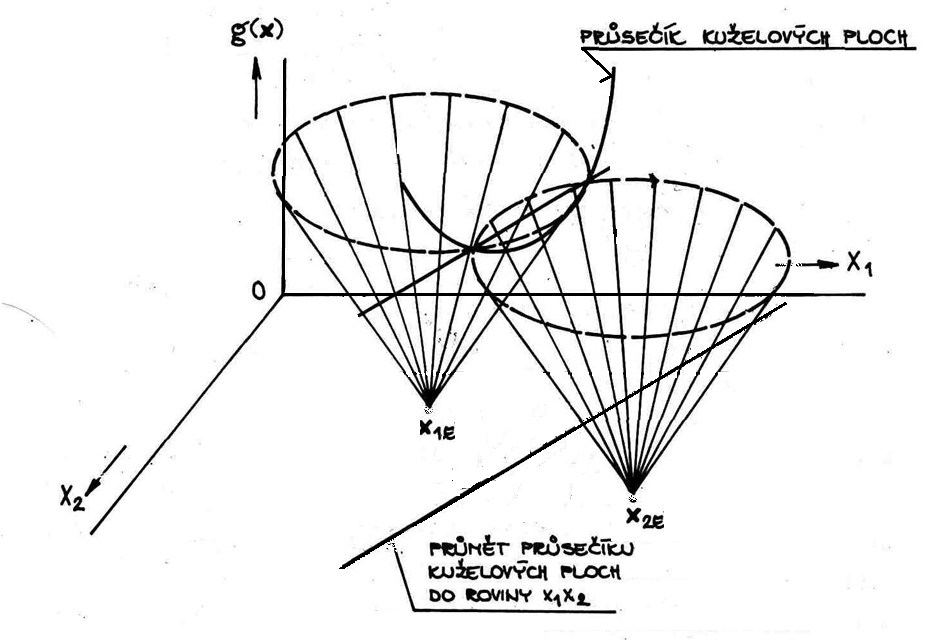 g(x)
PRŮSEČÍK KUŽELOVÝCH PLOCH
X₁
0
x₁E
X₂
x₂E
PRŮMĚT PRŮSEČÍKU
KUŽELOVÝCH PLOCH
DO ROVINY X₁X₂